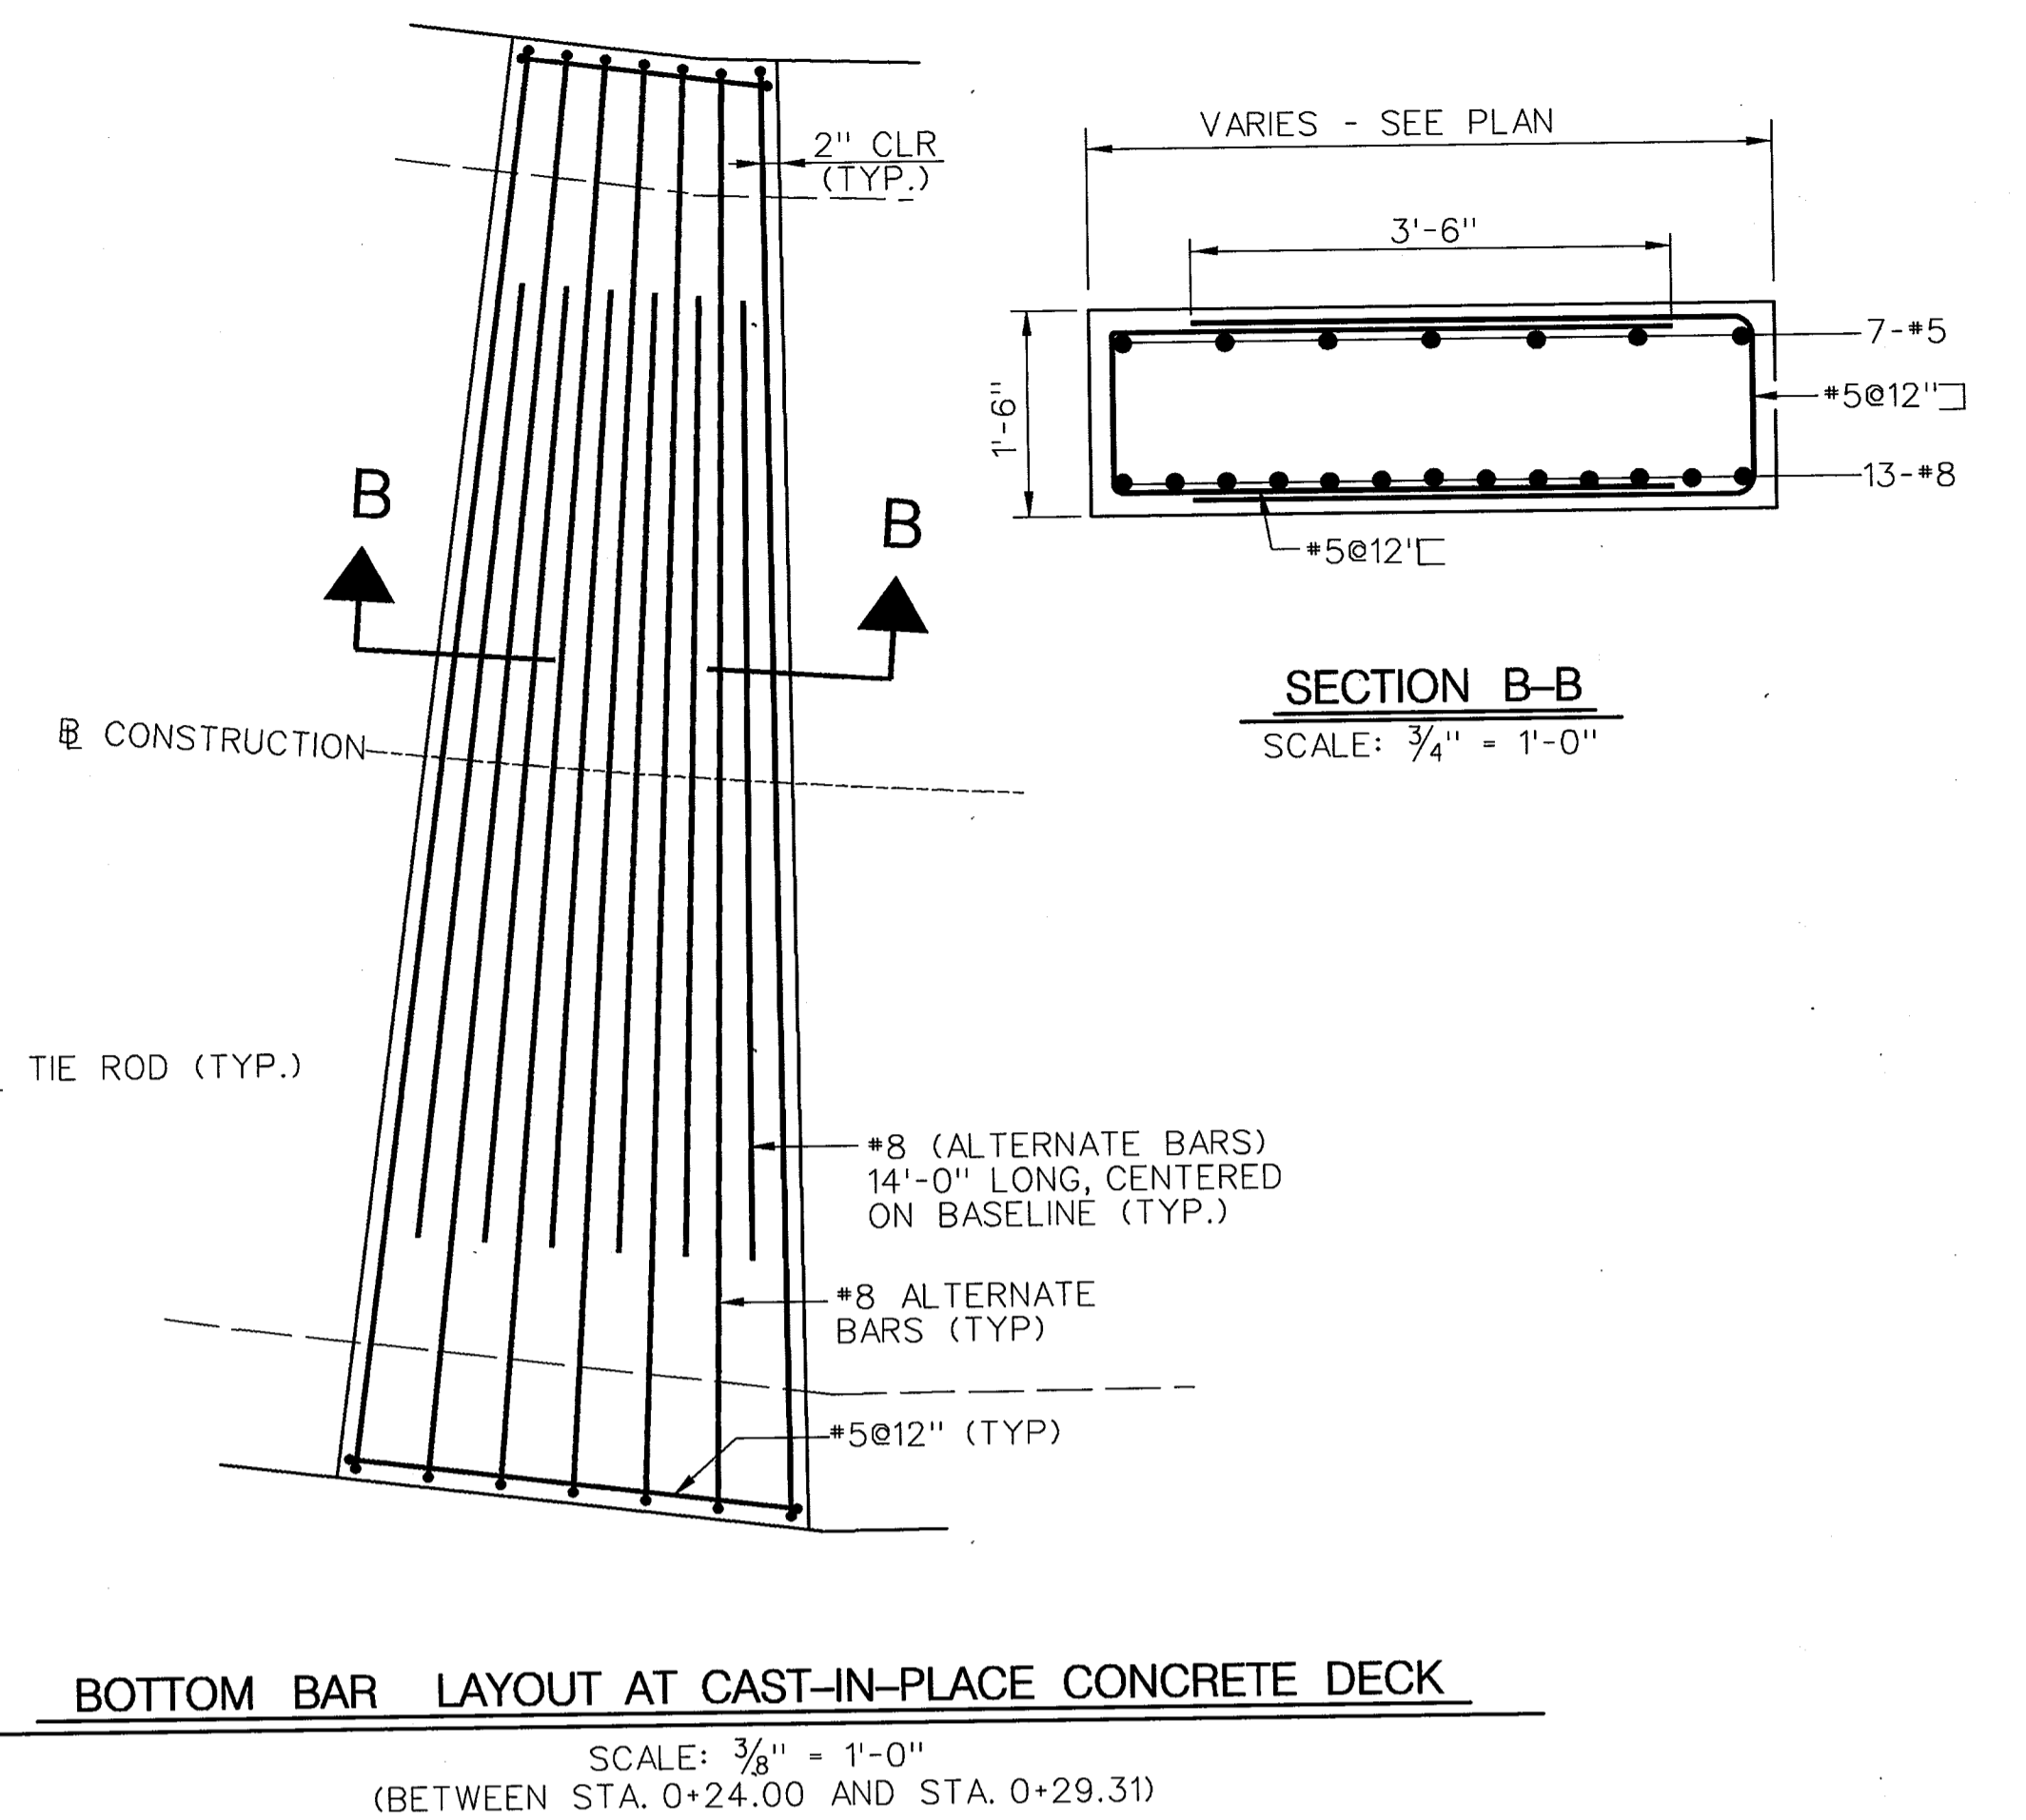 2" CLR
(TYP.)
VARIES - SEE PLAN
3'-6"
1'-6"
7-#5
#5@12"
13-#8
#5@12'
B
B
SECTION B–B
SCALE: 3/4" = 1'-0"
℄ CONSTRUCTION
TIE ROD (TYP.)
#8 (ALTERNATE BARS)
14'-0" LONG, CENTERED
ON BASELINE (TYP.)
#8 ALTERNATE
BARS (TYP)
#5@12" (TYP)
BOTTOM BAR LAYOUT AT CAST–IN–PLACE CONCRETE DECK
SCALE: 3/8" = 1'-0"
(BETWEEN STA. 0+24.00 AND STA. 0+29.31)